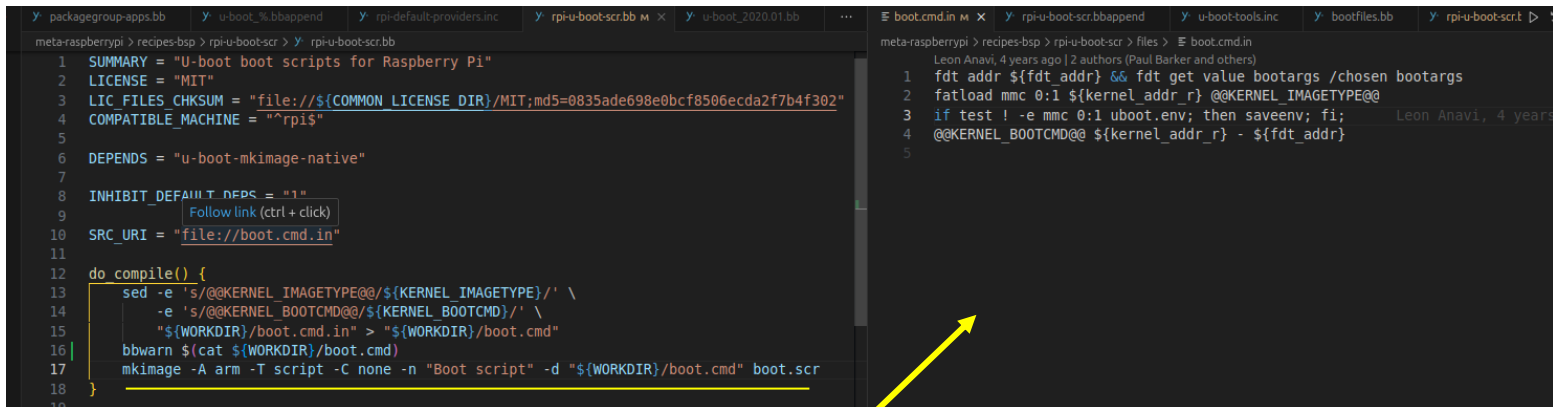 packagegroup-apps.bb u-boot_%.bbappend rpi-default-providers.inc rpi-u-boot-scr.bb M u-boot_2020.01.bb ...
meta-raspberrypi > recipes-bsp > rpi-u-boot-scr > rpi-u-boot-scr.bb
1 SUMMARY = "U-boot boot scripts for Raspberry Pi"
2 LICENSE = "MIT"
3 LIC_FILES_CHKSUM = "file://${COMMON_LICENSE_DIR}/MIT;md5=0835ade698e0bcf8506ecda2f7b4f302"
4 COMPATIBLE_MACHINE = "^rpi$"
5
6 DEPENDS = "u-boot-mkimage-native"
7
8 INHIBIT_DEFAULT_DEPS = "1"
Follow link (ctrl + click)
9
10 SRC_URI = "file://boot.cmd.in"
11
12 do_compile() {
13 sed -e 's/@@KERNEL_IMAGETYPE@@/${KERNEL_IMAGETYPE}/' \
14 -e 's/@@KERNEL_BOOTCMD@@/${KERNEL_BOOTCMD}/' \
15 "${WORKDIR}/boot.cmd.in" > "${WORKDIR}/boot.cmd"
16 bbwarn $(cat ${WORKDIR}/boot.cmd)
17 mkimage -A arm -T script -C none -n "Boot script" -d "${WORKDIR}/boot.cmd" boot.scr
18 }
19
boot.cmd.in M rpi-u-boot-scr.bbappend u-boot-tools.inc bootfiles.bb rpi-u-boot-scr.t
meta-raspberrypi > recipes-bsp > rpi-u-boot-scr > files > boot.cmd.in
Leon Anavi, 4 years ago | 2 authors (Paul Barker and others)
1 fdt addr ${fdt_addr} && fdt get value bootargs /chosen bootargs
2 fatload mmc 0:1 ${kernel_addr_r} @@KERNEL_IMAGETYPE@@
3 if test ! -e mmc 0:1 uboot.env; then saveenv; fi; Leon Anavi, 4 years
4 @@KERNEL_BOOTCMD@@ ${kernel_addr_r} - ${fdt_addr}
5